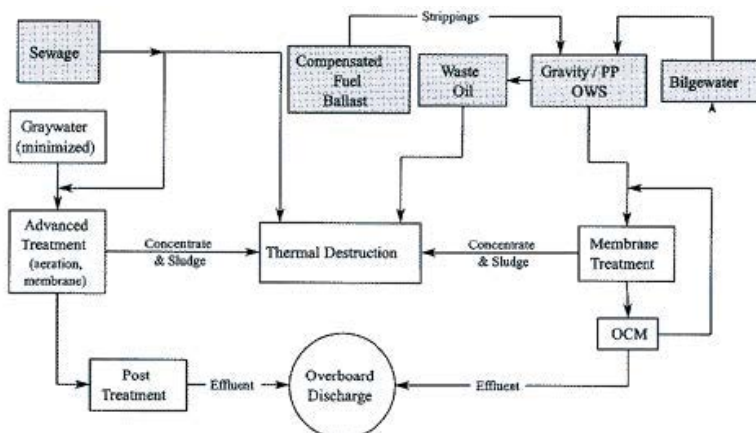 Strippings
Sewage
Compensated
Fuel
Ballast
Waste
Oil
Gravity / PP
OWS
Bilgewater
Graywater
(minimized)
Advanced
Treatment
(aeration,
membrane)
Concentrate
& Sludge
Thermal Destruction
Concentrate
& Sludge
Membrane
Treatment
OCM
Post
Treatment
Effluent
Overboard
Discharge
Effluent